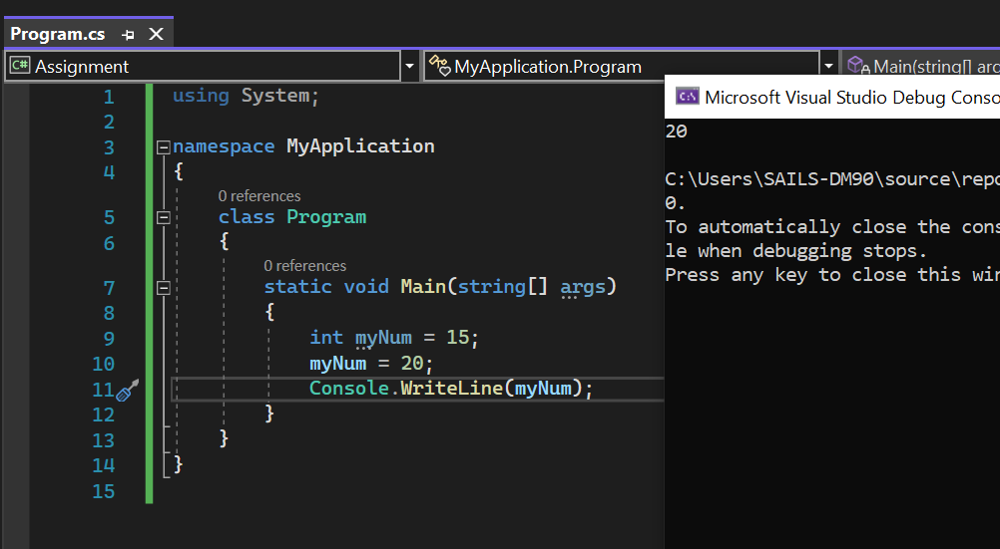 Program.cs
C# Assignment
MyApplication.Program
Main(string[] arg
1 using System;
2
3 namespace MyApplication
4 {
0 references
5 class Program
6 {
0 references
7 static void Main(string[] args)
8 {
9 int myNum = 15;
10 myNum = 20;
11 Console.WriteLine(myNum);
12 }
13 }
14 }
15
C:\ Microsoft Visual Studio Debug Conso
20
C:\Users\SAILS-DM90\source\repo
0.
To automatically close the cons
le when debugging stops.
Press any key to close this win